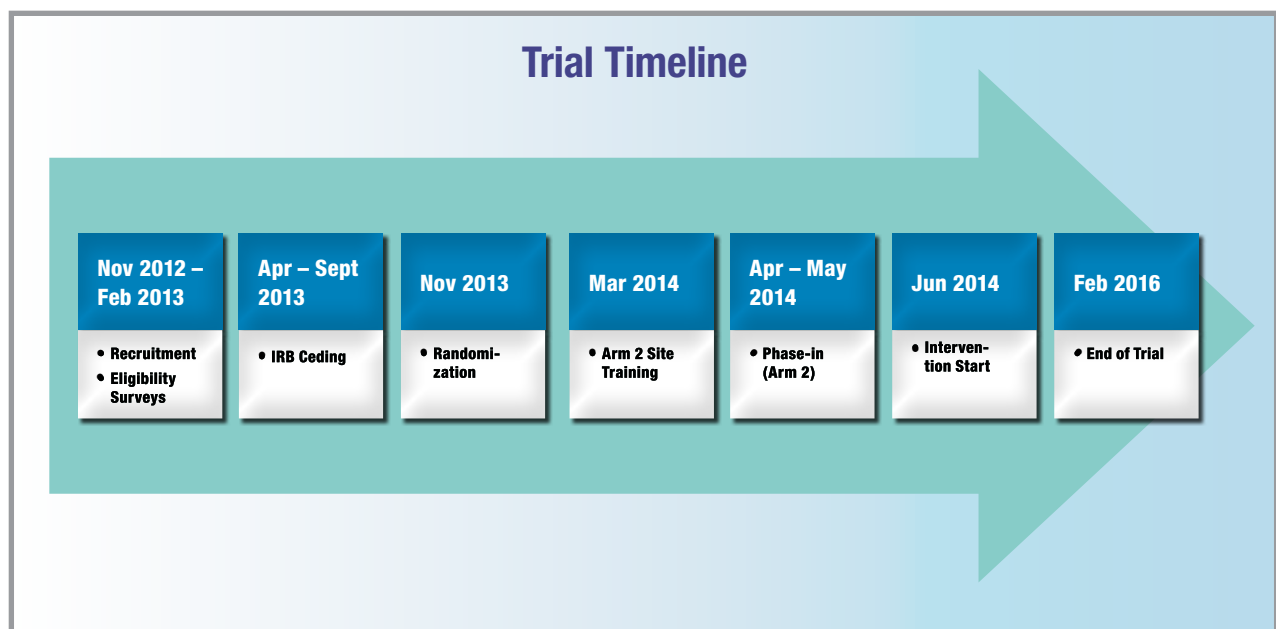 Trial Timeline
Nov 2012 –
Feb 2013
• Recruitment
• Eligibility
Surveys
Apr – Sept
2013
• IRB Ceding
Nov 2013
• Randomi-
zation
Mar 2014
• Arm 2 Site
Training
Apr – May
2014
• Phase-in
(Arm 2)
Jun 2014
• Interven-
tion Start
Feb 2016
• End of Trial